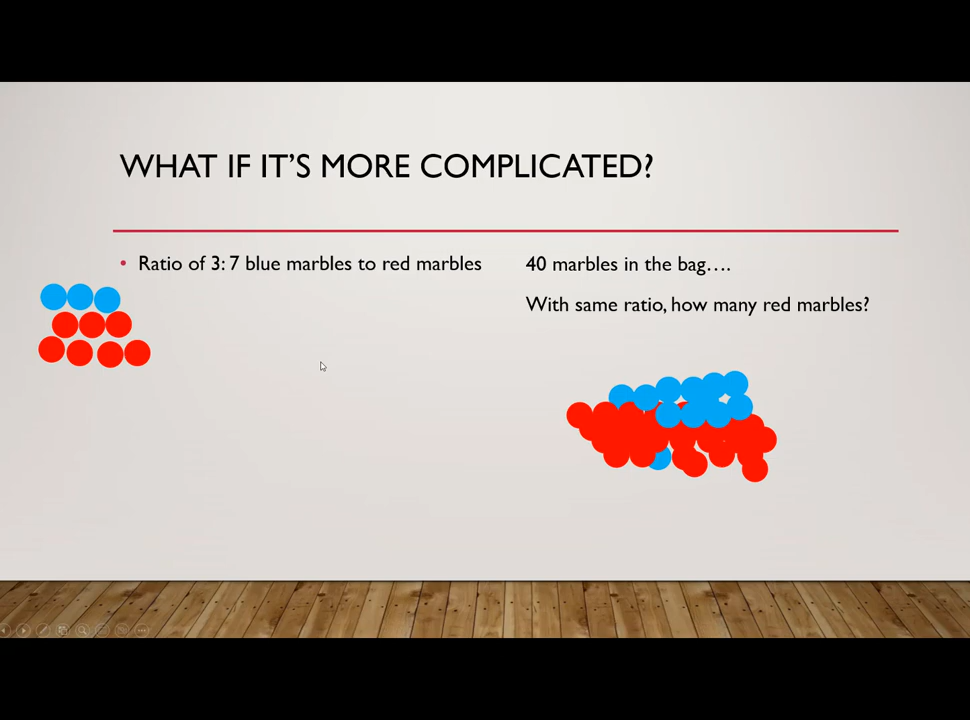 WHAT IF IT'S MORE COMPLICATED?
• Ratio of 3: 7 blue marbles to red marbles
40 marbles in the bag….
With same ratio, how many red marbles?